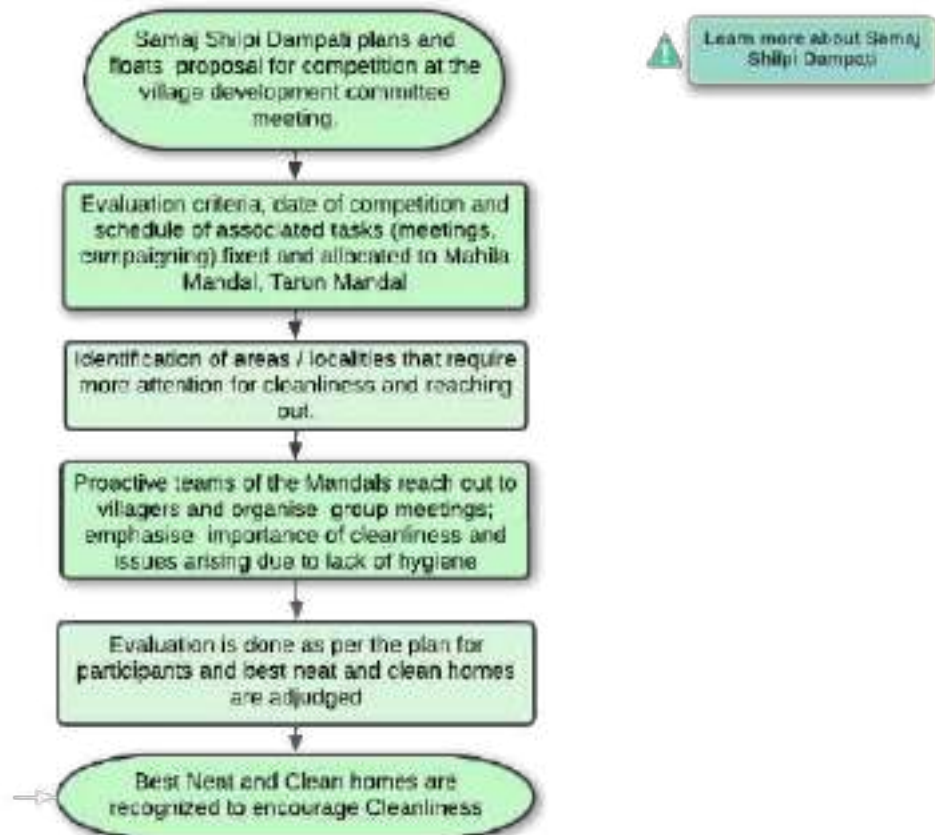 Samaj Shilpi Dampati plans and
floats proposal for competition at the
village development committee
meeting.
Learn more about Samaj
Shilpi Dampati
Evaluation criteria, date of competition and
schedule of associated tasks (meetings,
campaigning) fixed and allocated to Mahila
Mandal, Tarun Mandal
Identification of areas / localities that require
more attention for cleanliness and reaching
out.
Proactive teams of the Mandals reach out to
villagers and organise group meetings;
emphasise importance of cleanliness and
issues arising due to lack of hygiene
Evaluation is done as per the plan for
participants and best neat and clean homes
are adjudged
Best Neat and Clean homes are
recognized to encourage Cleanliness